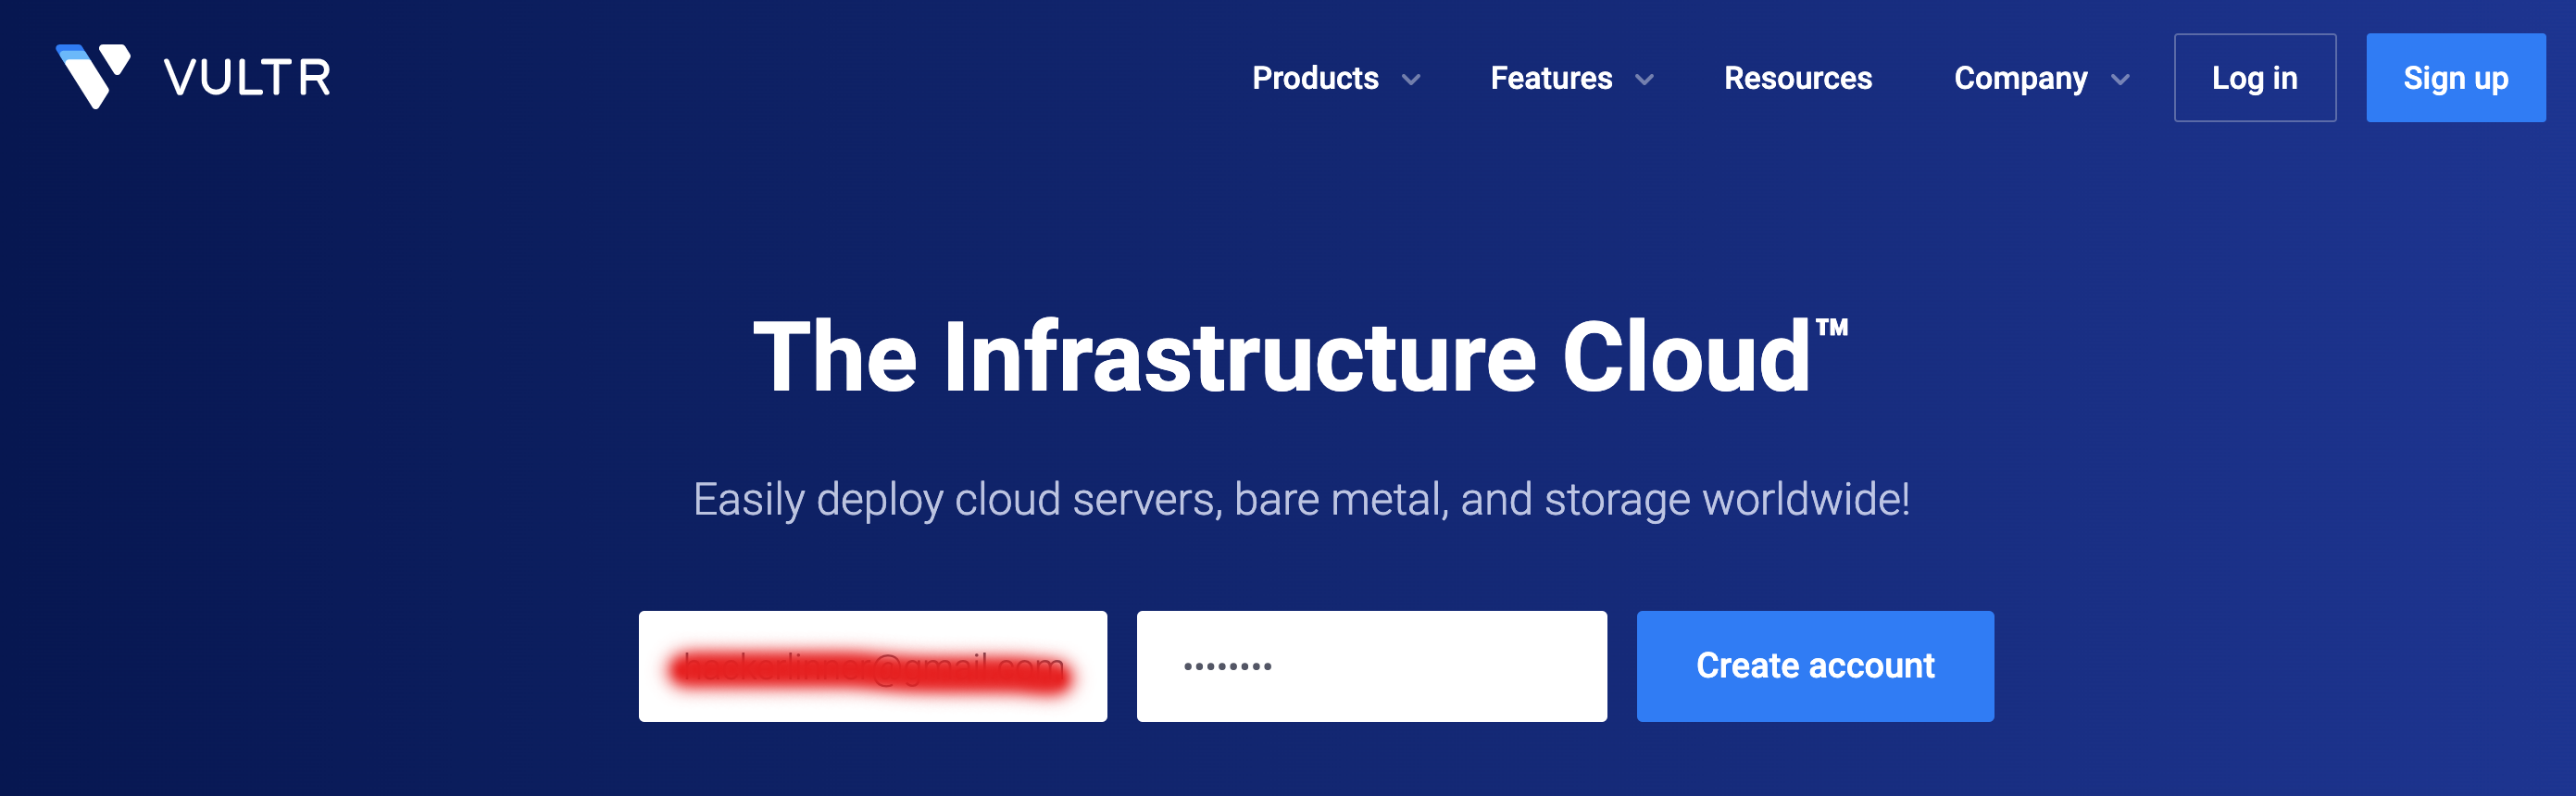 VULTR
Products Features Resources Company Log in Sign up
The Infrastructure Cloud™
Easily deploy cloud servers, bare metal, and storage worldwide!
Create account